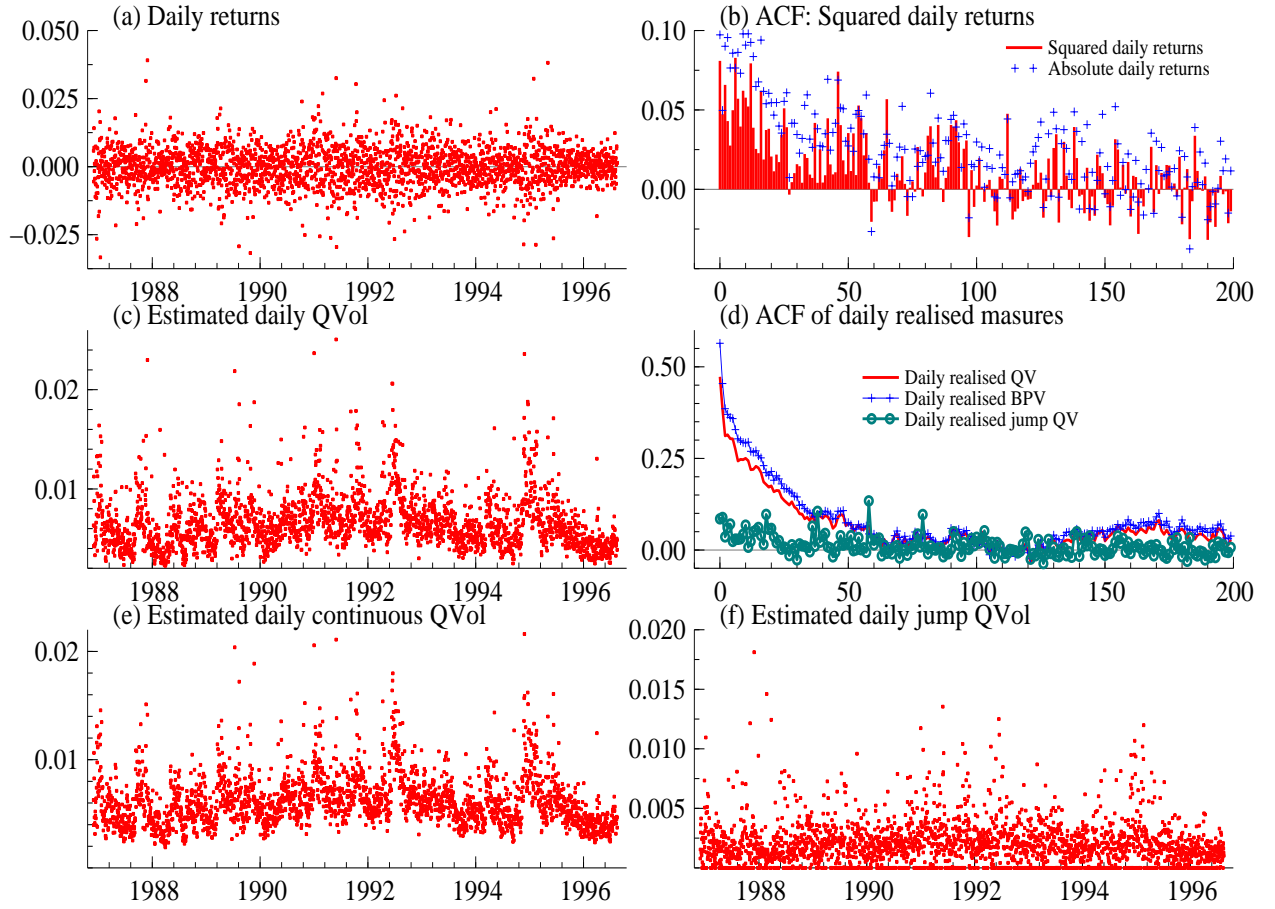 (a) Daily returns
0.050
0.025
0.000
−0.025
1988 1990 1992 1994 1996
(b) ACF: Squared daily returns
Squared daily returns
Absolute daily returns
0.10
0.05
0.00
0 50 100 150 200
(c) Estimated daily QVol
0.02
0.01
1988 1990 1992 1994 1996
(d) ACF of daily realised masures
Daily realised QV
Daily realised BPV
Daily realised jump QV
0.50
0.25
0.00
0 50 100 150 200
(e) Estimated daily continuous QVol
0.02
0.01
1988 1990 1992 1994 1996
(f) Estimated daily jump QVol
0.020
0.015
0.010
0.005
1988 1990 1992 1994 1996